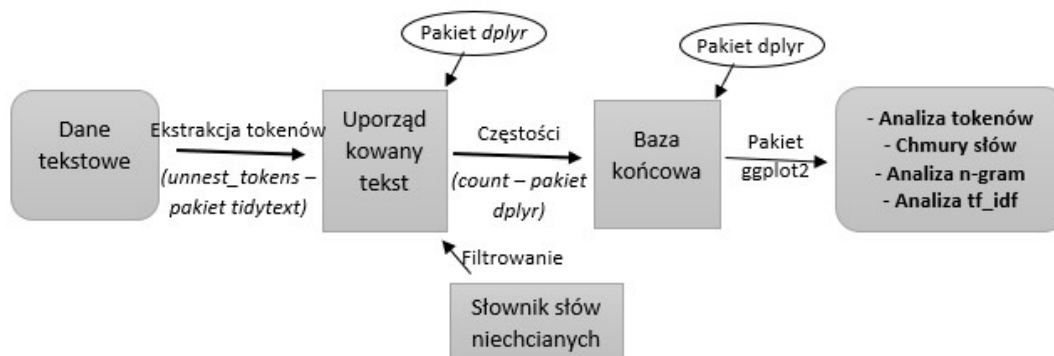 Pakiet dplyr
Pakiet dplyr
Dane
tekstowe
Ekstrakcja tokenów
(unnest_tokens –
pakiet tidytext)
Uporząd
kowany
tekst
Częstości
(count – pakiet
dplyr)
Baza
końcowa
Pakiet
ggplot2
- Analiza tokenów
- Chmury słów
- Analiza n-gram
- Analiza tf_idf
Filtrowanie
Słownik słów
niechcianych